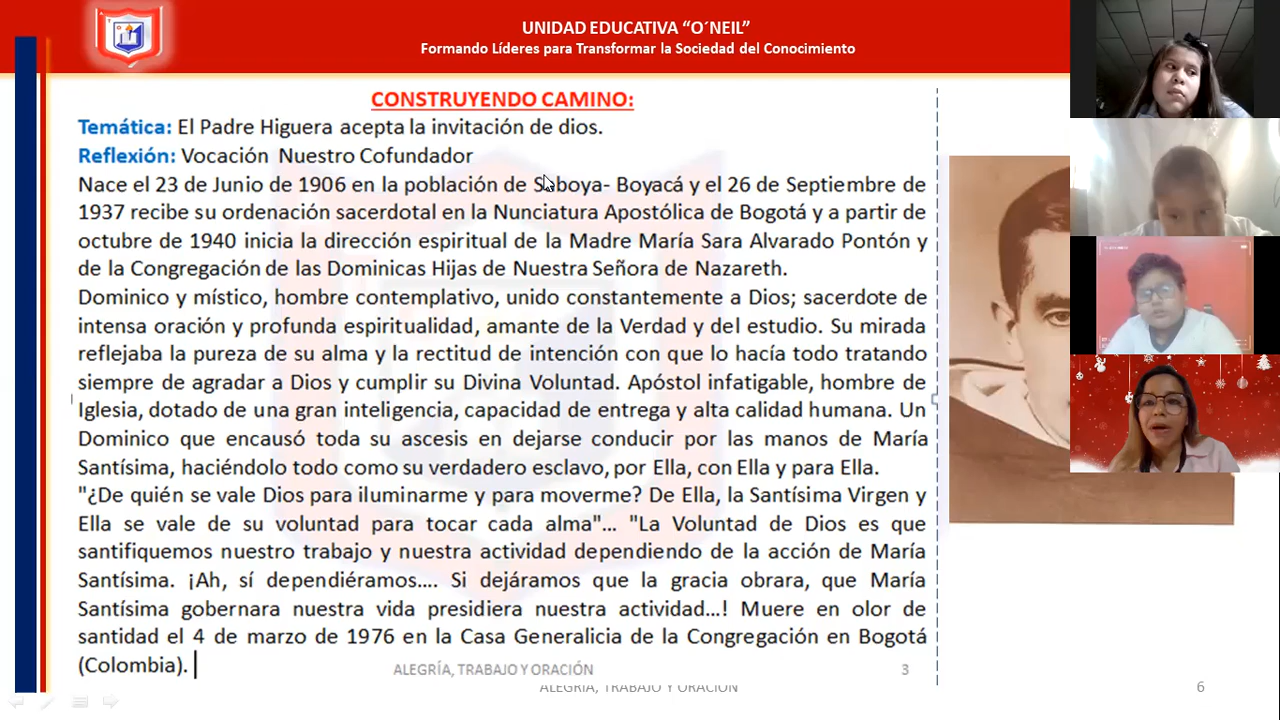 UNIDAD EDUCATIVA “O´NEIL”
Formando Líderes para Transformar la Sociedad del Conocimiento
CONSTRUYENDO CAMINO:
Temática: El Padre Higuera acepta la invitación de dios.
Reflexión: Vocación Nuestro Cofundador
Nace el 23 de Junio de 1906 en la población de Saboya- Boyacá y el 26 de Septiembre de
1937 recibe su ordenación sacerdotal en la Nunciatura Apostólica de Bogotá y a partir de
octubre de 1940 inicia la dirección espiritual de la Madre María Sara Alvarado Pontón y
de la Congregación de las Dominicas Hijas de Nuestra Señora de Nazareth.
Dominico y místico, hombre contemplativo, unido constantemente a Dios; sacerdote de
intensa oración y profunda espiritualidad, amante de la Verdad y del estudio. Su mirada
reflejaba la pureza de su alma y la rectitud de intención con que lo hacía todo tratando
siempre de agradar a Dios y cumplir su Divina Voluntad. Apóstol infatigable, hombre de
Iglesia, dotado de una gran inteligencia, capacidad de entrega y alta calidad humana. Un
Dominico que encausó toda su ascesis en dejarse conducir por las manos de María
Santísima, haciéndolo todo como su verdadero esclavo, por Ella, con Ella y para Ella.
"¿De quién se vale Dios para iluminarme y para moverme? De Ella, la Santísima Virgen y
Ella se vale de su voluntad para tocar cada alma"... "La Voluntad de Dios es que
santifiquemos nuestro trabajo y nuestra actividad dependiendo de la acción de María
Santísima. ¡Ah, sí dependiéramos.... Si dejáramos que la gracia obrara, que María
Santísima gobernara nuestra vida presidiera nuestra actividad...! Muere en olor de
santidad el 4 de marzo de 1976 en la Casa Generalicia de la Congregación en Bogotá
(Colombia).
ALEGRÍA, TRABAJO Y ORACIÓN 3
ALEGRIA, TRABAJO Y ORACION 6